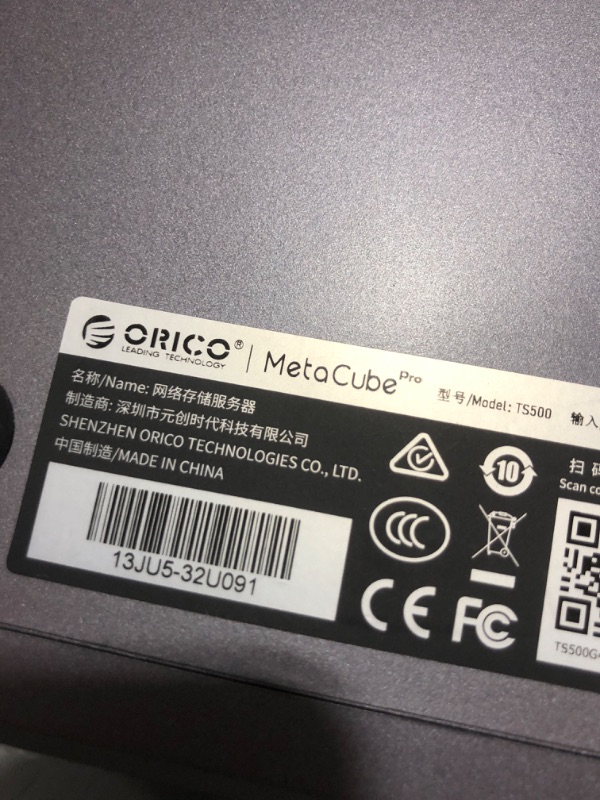 ORICO® | MetaCube Pro 型号/Model: TS500 输入
LEADING TECHNOLOGY
名称/Name: 网络存储服务器
制造商: 深圳市元创时代科技有限公司
SHENZHEN ORICO TECHNOLOGIES CO., LTD.
中国制造/MADE IN CHINA
13JU5-32U091
10
CCC
CE FC
扫码
Scan co
TS500G